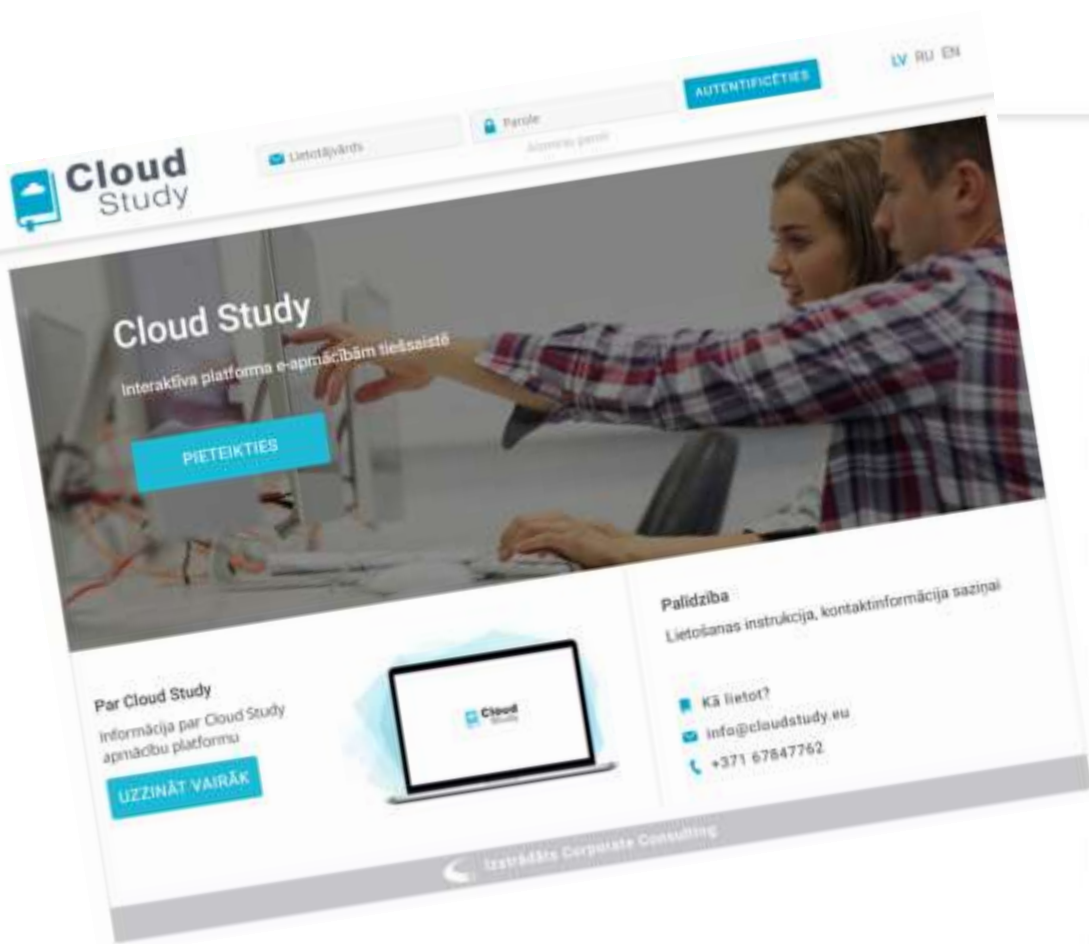 Cloud
Study
Lietotājvārds
Parole
Aizmirsu paroli
AUTENTIFICĒTIES
LV RU EN
Cloud Study
Interaktīva platforma e-apmācībām tiešsaistē
PIETEIKTIES
Par Cloud Study
Informācija par Cloud Study
apmācību platformu
UZZINĀT VAIRĀK
Cloud
Study
Palīdzība
Lietošanas instrukcija, kontaktinformācija saziņai
Kā lietot?
info@cloudstudy.eu
+371 67847762
Izstrādāts Corporate Consulting